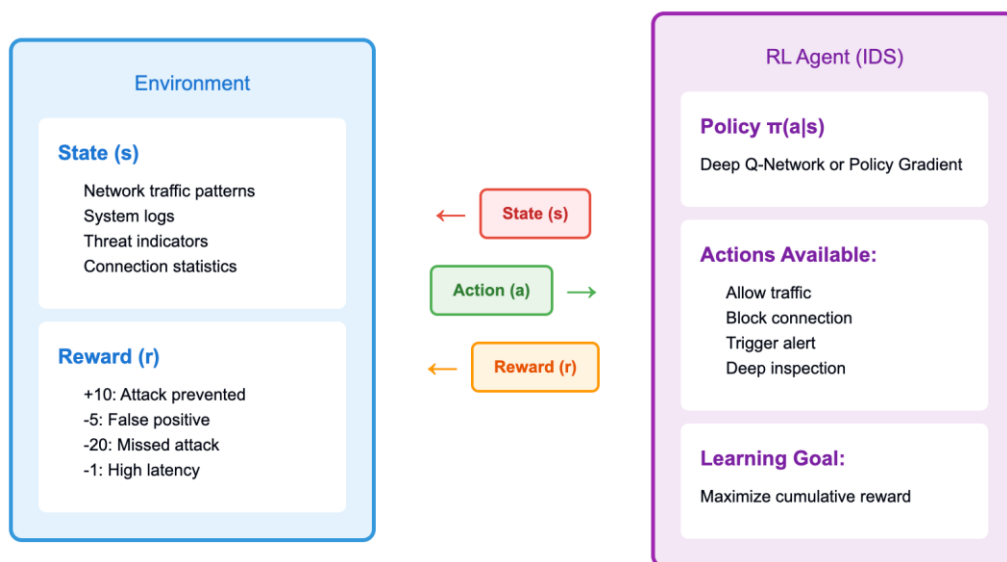 Environment
State (s)
Network traffic patterns
System logs
Threat indicators
Connection statistics
Reward (r)
+10: Attack prevented
-5: False positive
-20: Missed attack
-1: High latency
← State (s)
Action (a) →
← Reward (r)
RL Agent (IDS)
Policy π(a|s)
Deep Q-Network or Policy Gradient
Actions Available:
Allow traffic
Block connection
Trigger alert
Deep inspection
Learning Goal:
Maximize cumulative reward